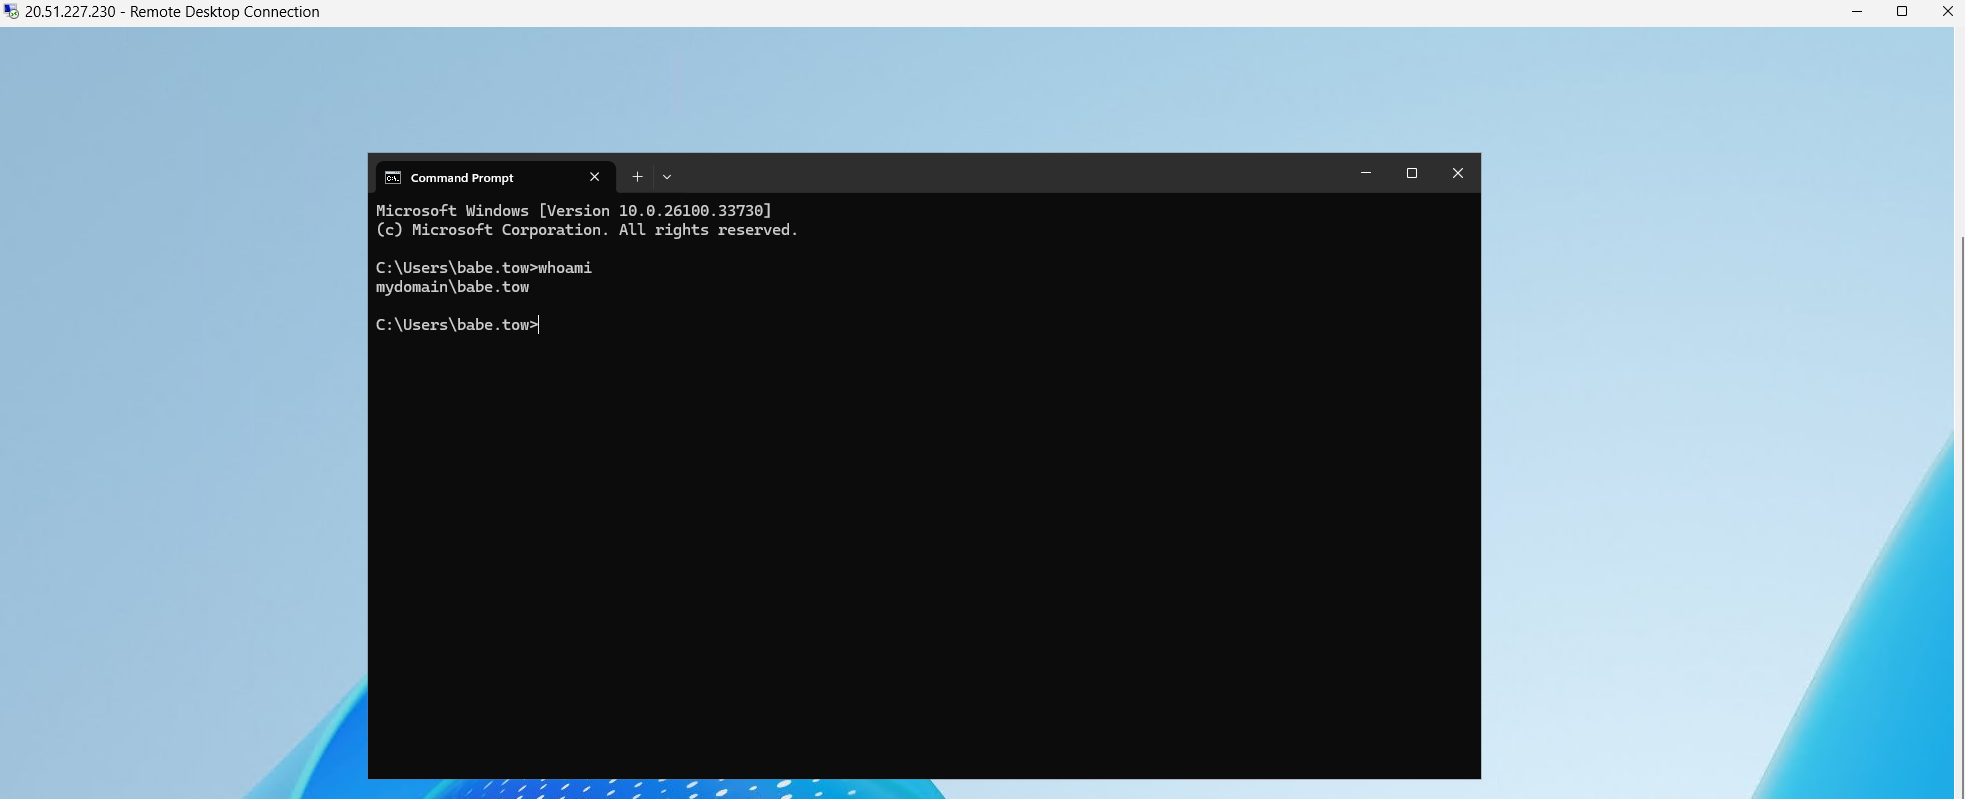 20.51.227.230 - Remote Desktop Connection
Command Prompt
Microsoft Windows [Version 10.0.26100.33730]
(c) Microsoft Corporation. All rights reserved.
C:\Users\babe.tow>whoami
mydomain\babe.tow
C:\Users\babe.tow>